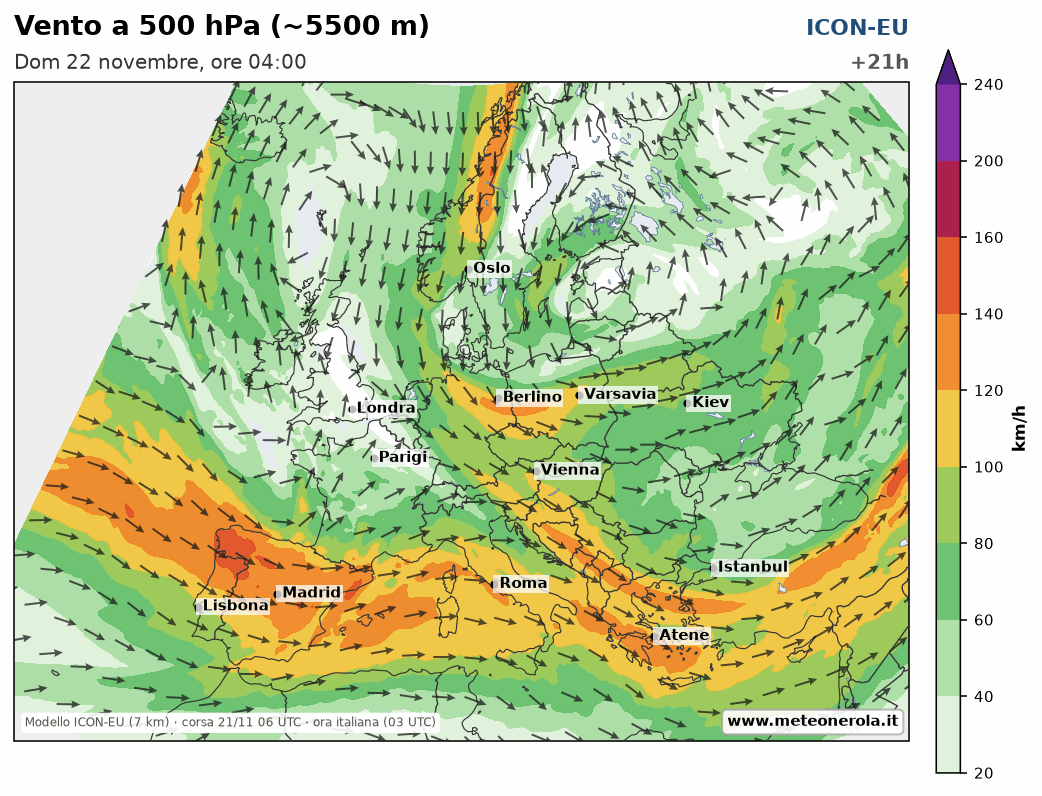 Vento a 500 hPa (~5500 m)
ICON-EU
Dom 22 novembre, ore 04:00
+21h
240
200
160
140
120
100
80
60
40
20
km/h
Oslo
Londra
Berlino
Varsavia
Kiev
Parigi
Vienna
Istanbul
Madrid
Lisbona
Roma
Atene
Modello ICON-EU (7 km) · corsa 21/11 06 UTC · ora italiana (03 UTC)
www.meteonerola.it